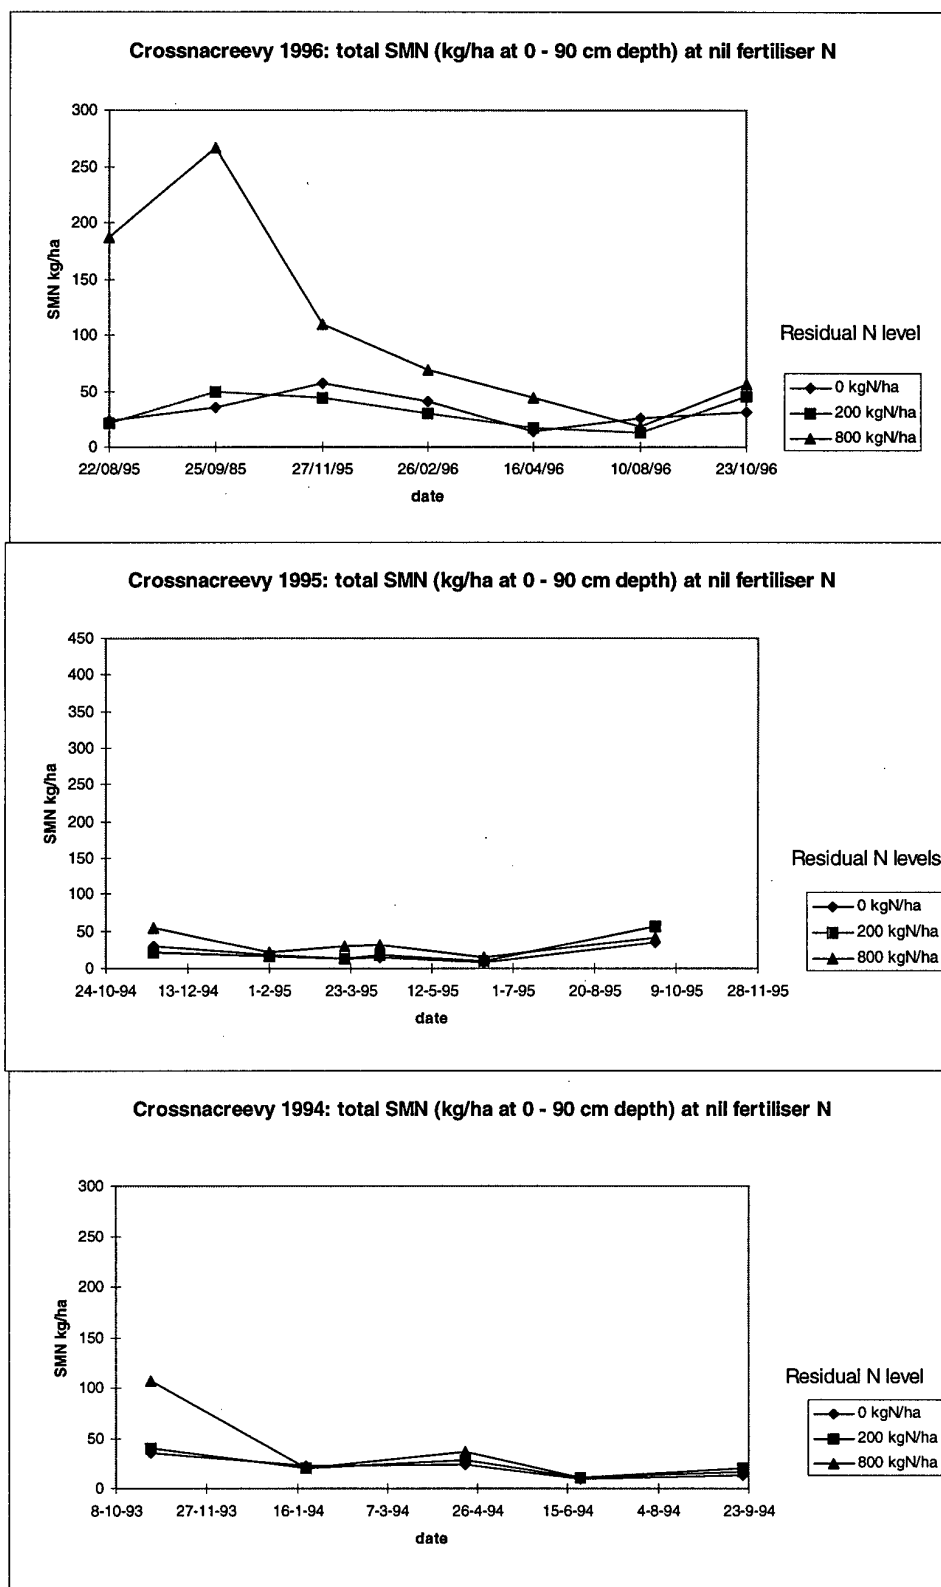 Crossnacreevy 1996: total SMN (kg/ha at 0 - 90 cm depth) at nil fertiliser N
300
250
200
150
100
50
0
SMN kg/ha
22/08/95 25/09/85 27/11/95 26/02/96 16/04/96 10/08/96 23/10/96
date
Residual N level
0 kgN/ha
200 kgN/ha
800 kgN/ha
Crossnacreevy 1995: total SMN (kg/ha at 0 - 90 cm depth) at nil fertiliser N
450
400
350
300
250
200
150
100
50
0
SMN kg/ha
24-10-94 13-12-94 1-2-95 23-3-95 12-5-95 1-7-95 20-8-95 9-10-95 28-11-95
date
Residual N levels
0 kgN/ha
200 kgN/ha
800 kgN/ha
Crossnacreevy 1994: total SMN (kg/ha at 0 - 90 cm depth) at nil fertiliser N
300
250
200
150
100
50
0
SMN kg/ha
8-10-93 27-11-93 16-1-94 7-3-94 26-4-94 15-6-94 4-8-94 23-9-94
date
Residual N level
0 kgN/ha
200 kgN/ha
800 kgN/ha